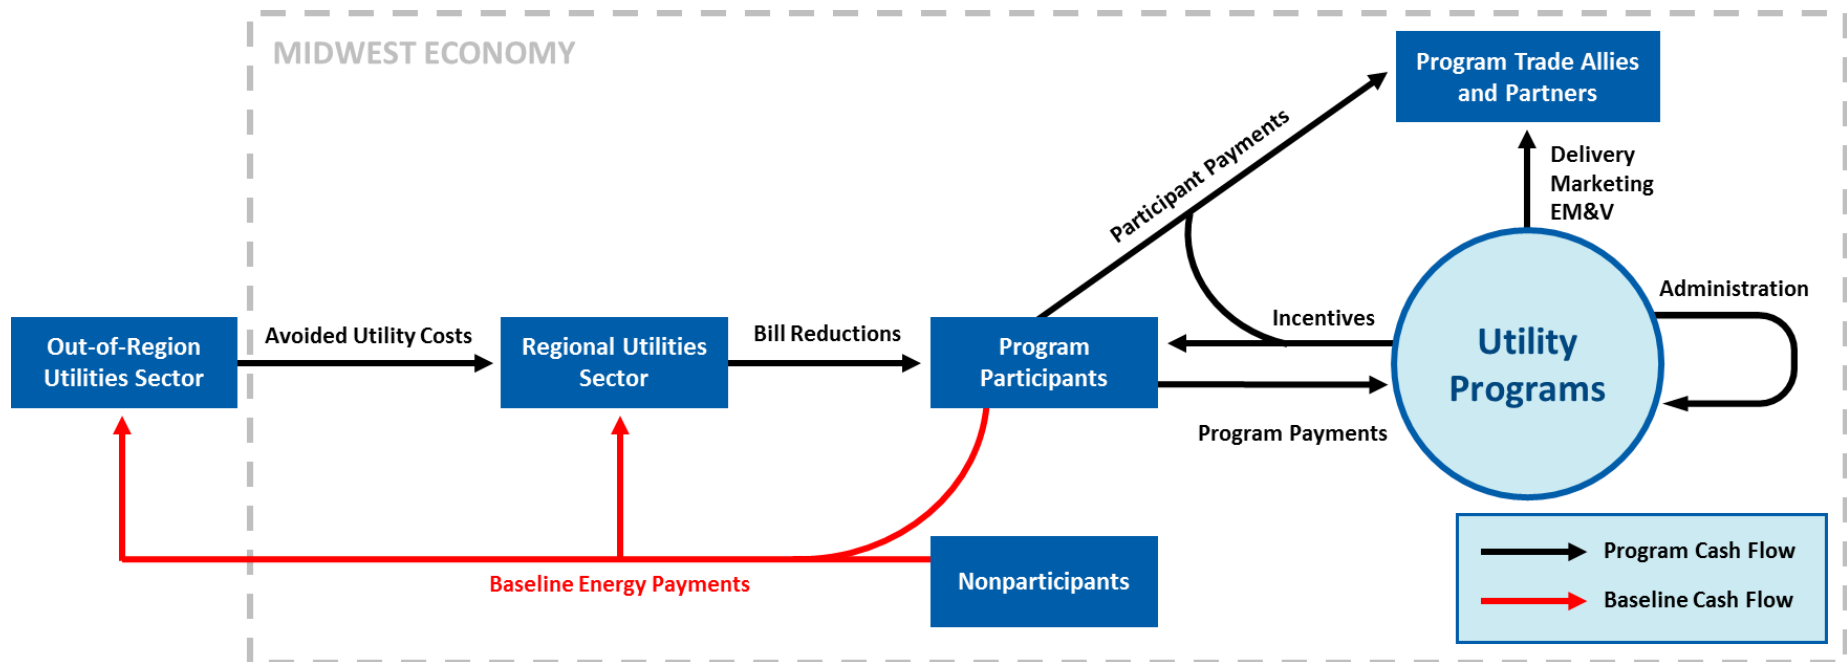 MIDWEST ECONOMY
Program Trade Allies
and Partners
Participant Payments
Delivery
Marketing
EM&V
Administration
Out-of-Region
Utilities Sector
Avoided Utility Costs
Regional Utilities
Sector
Bill Reductions
Program
Participants
Incentives
Utility
Programs
Program Payments
Baseline Energy Payments
Nonparticipants
Program Cash Flow
Baseline Cash Flow